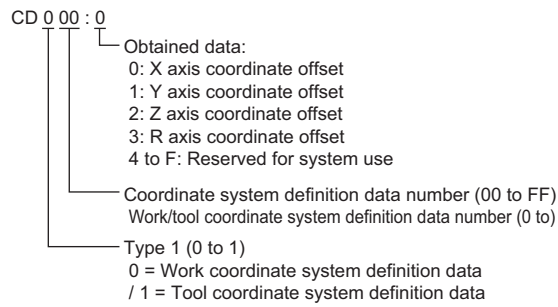 CD 0 00 : 0
Obtained data:
0: X axis coordinate offset
1: Y axis coordinate offset
2: Z axis coordinate offset
3: R axis coordinate offset
4 to F: Reserved for system use
Coordinate system definition data number (00 to FF)
Work/tool coordinate system definition data number (0 to)
Type 1 (0 to 1)
0 = Work coordinate system definition data
/ 1 = Tool coordinate system definition data